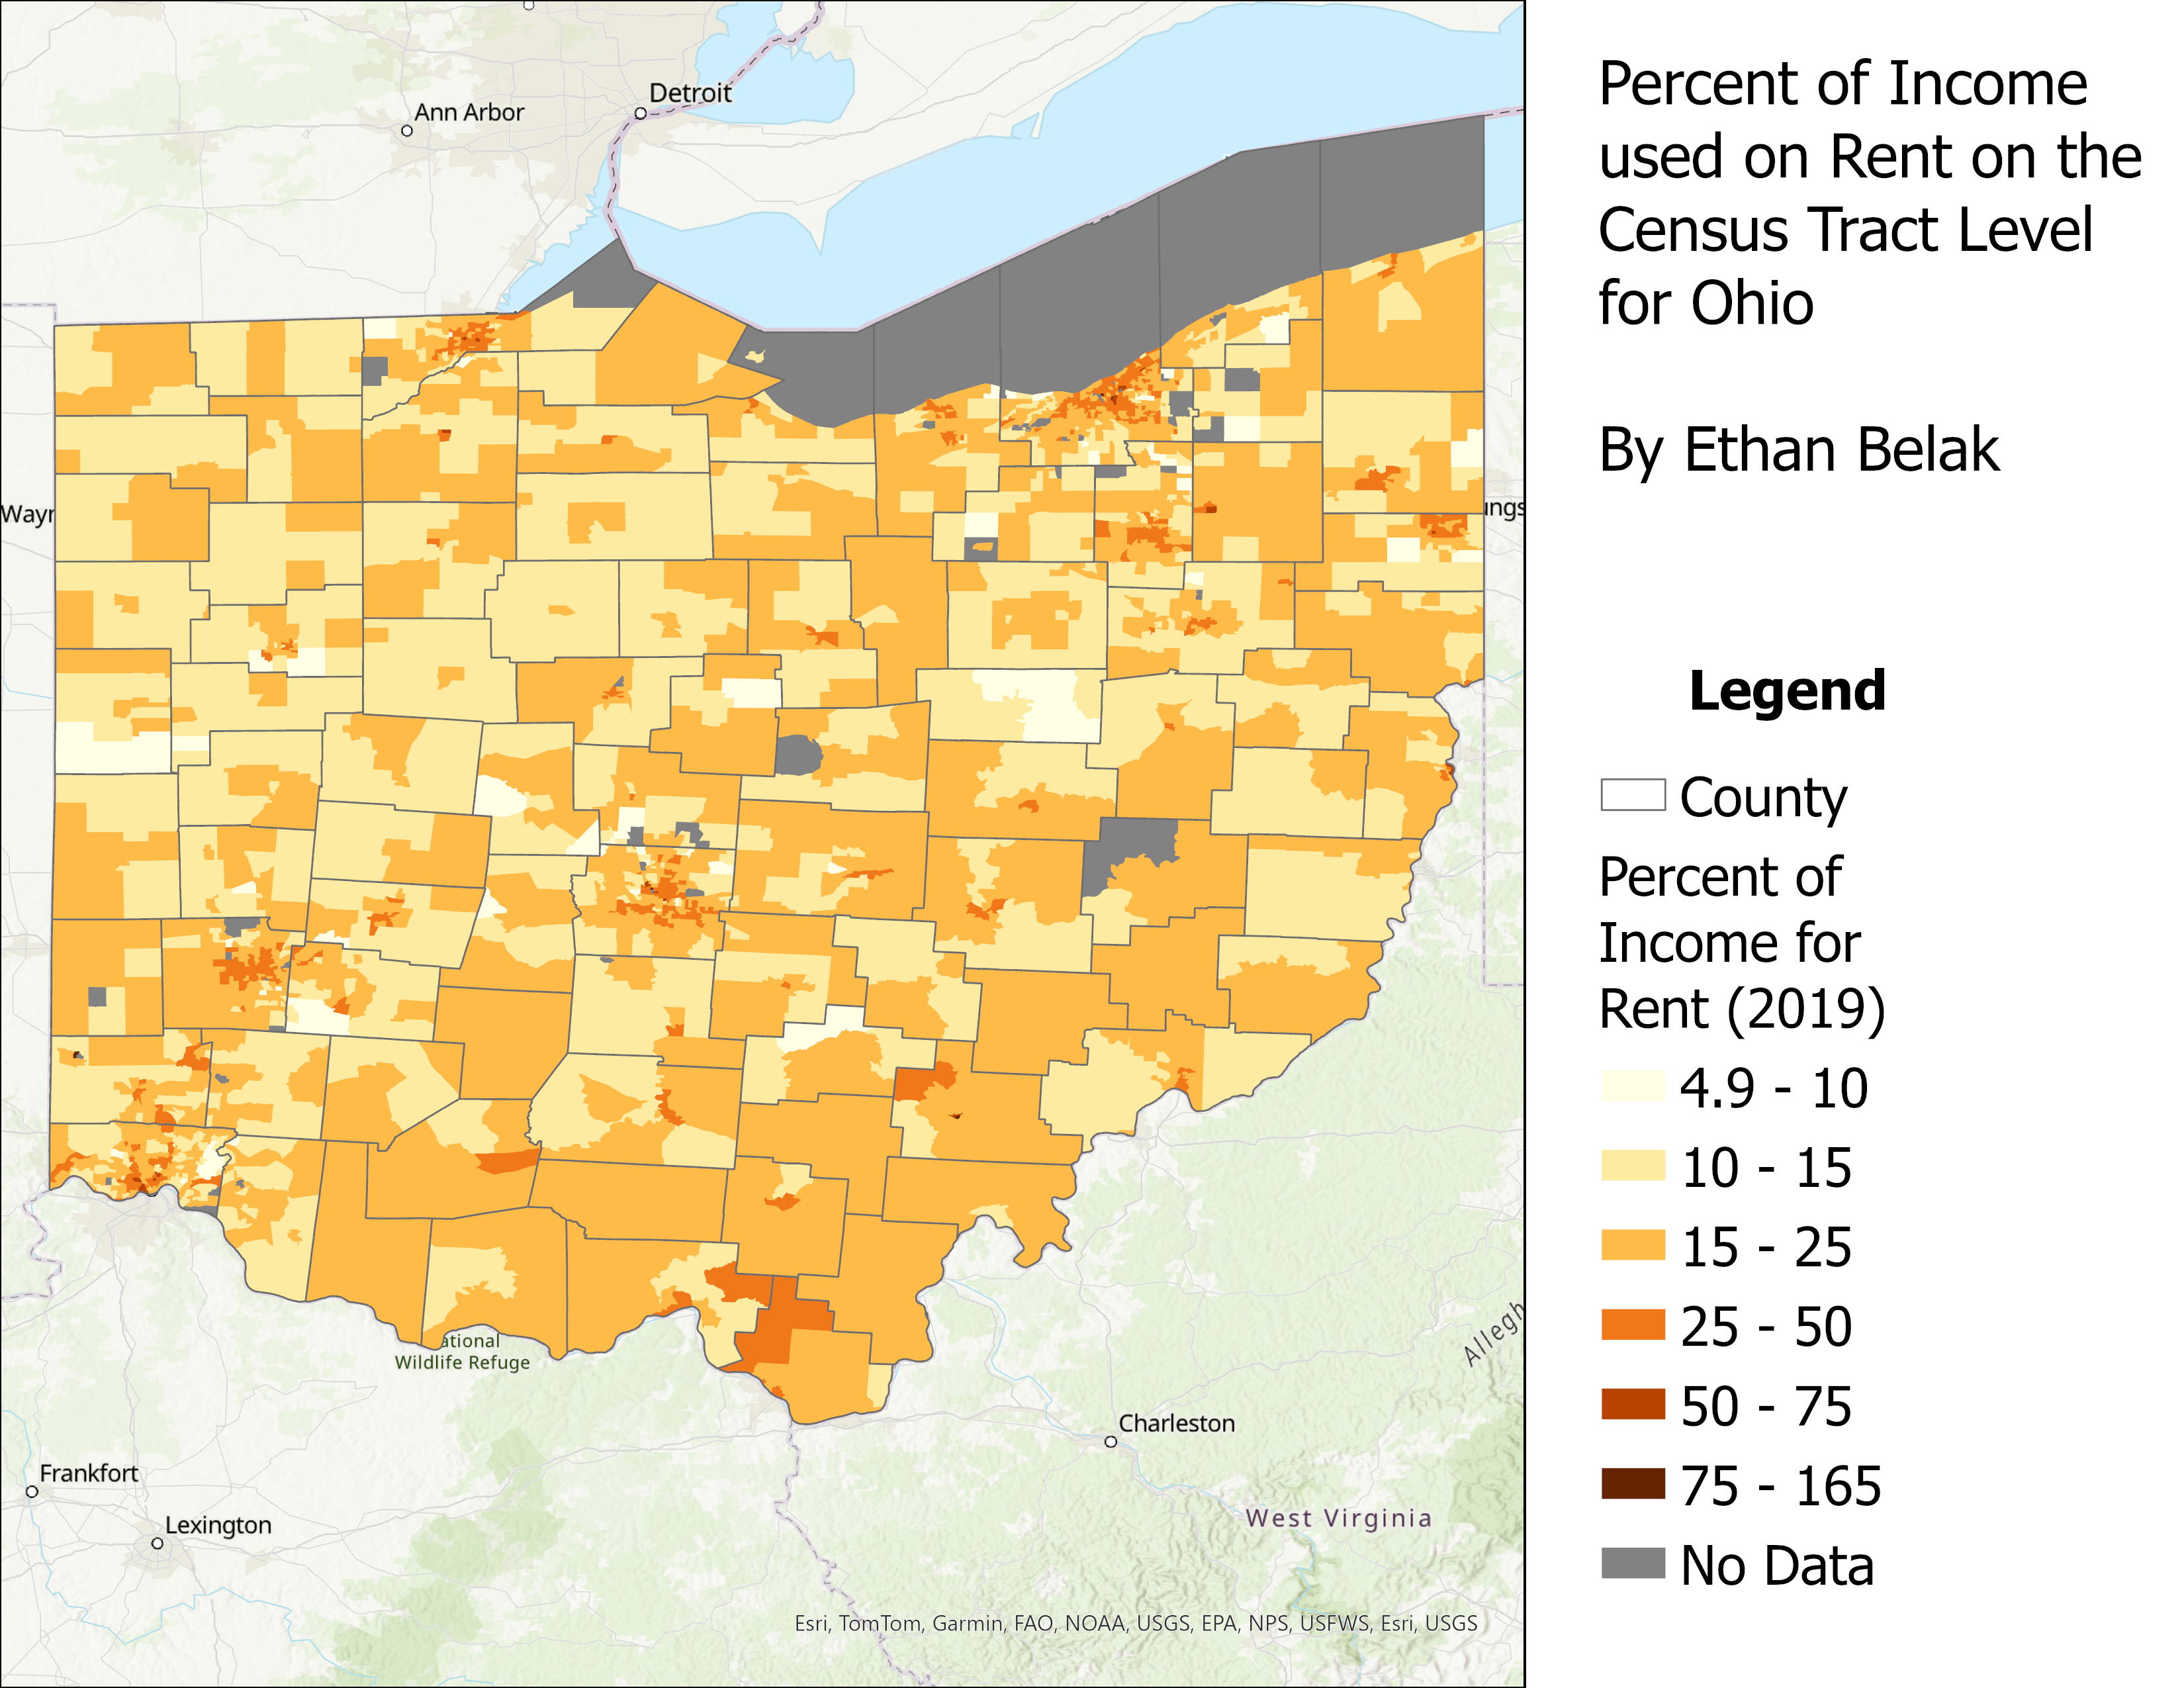 Percent of Income
used on Rent on the
Census Tract Level
for Ohio
By Ethan Belak
Legend
County
Percent of
Income for
Rent (2019)
4.9 - 10
10 - 15
15 - 25
25 - 50
50 - 75
75 - 165
No Data
Detroit
Ann Arbor
Wayn
ungs
ational
Wildlife Refuge
Allegh
Charleston
Frankfort
Lexington
West Virginia
Esri, TomTom, Garmin, FAO, NOAA, USGS, EPA, NPS, USFWS, Esri, USGS